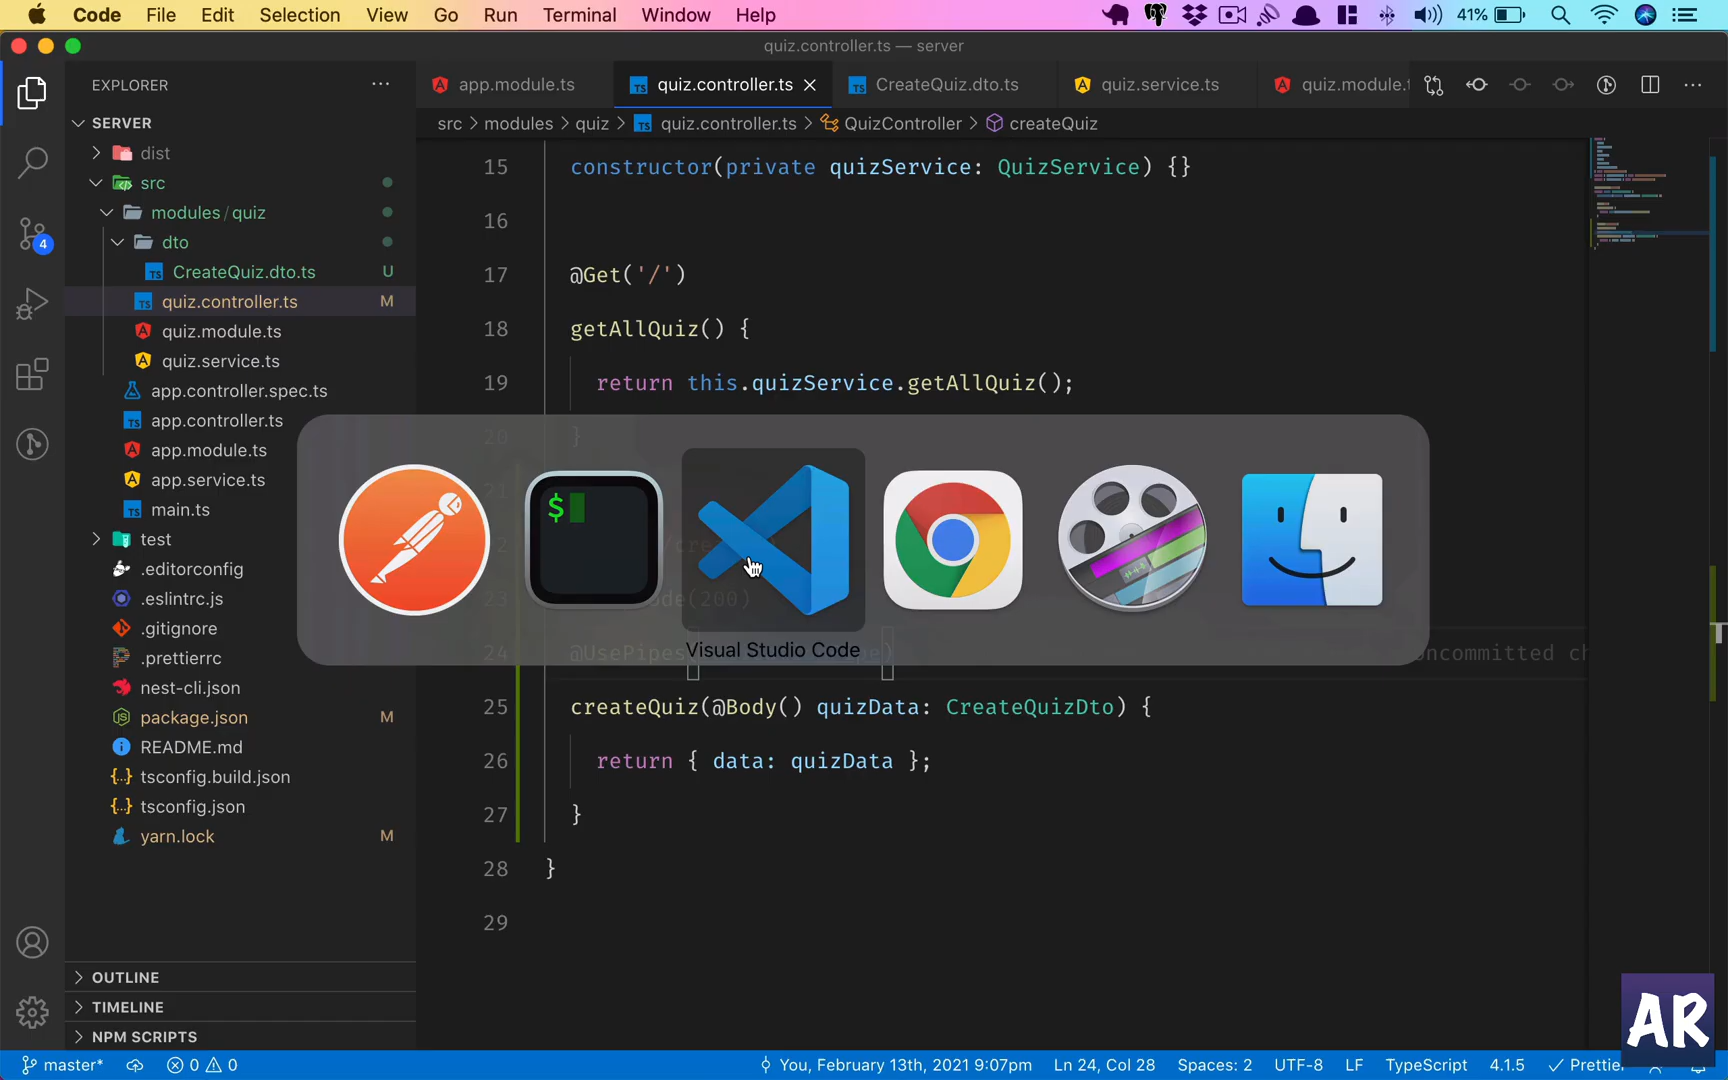 Code File Edit Selection View Go Run Terminal Window Help 41%
quiz.controller.ts — server
EXPLORER
app.module.ts quiz.controller.ts CreateQuiz.dto.ts quiz.service.ts quiz.module.t
src > modules > quiz > quiz.controller.ts > QuizController > createQuiz
SERVER
dist
src
modules / quiz
dto
CreateQuiz.dto.ts U
quiz.controller.ts M
quiz.module.ts
quiz.service.ts
app.controller.spec.ts
app.controller.ts
app.module.ts
app.service.ts
main.ts
test
.editorconfig
.eslintrc.js
.gitignore
.prettierrc
nest-cli.json
package.json M
README.md
tsconfig.build.json
tsconfig.json
yarn.lock M
OUTLINE
TIMELINE
NPM SCRIPTS
4
15 constructor(private quizService: QuizService) {}
16
17 @Get('/')
18 getAllQuiz() {
19 return this.quizService.getAllQuiz();
20 }
(200)
24 @UsePipes( )
Visual Studio Code
25 createQuiz(@Body() quizData: CreateQuizDto) {
26 return { data: quizData };
27 }
28 }
29
$
AR
master* 0 0 You, February 13th, 2021 9:07pm Ln 24, Col 28 Spaces: 2 UTF-8 LF TypeScript 4.1.5